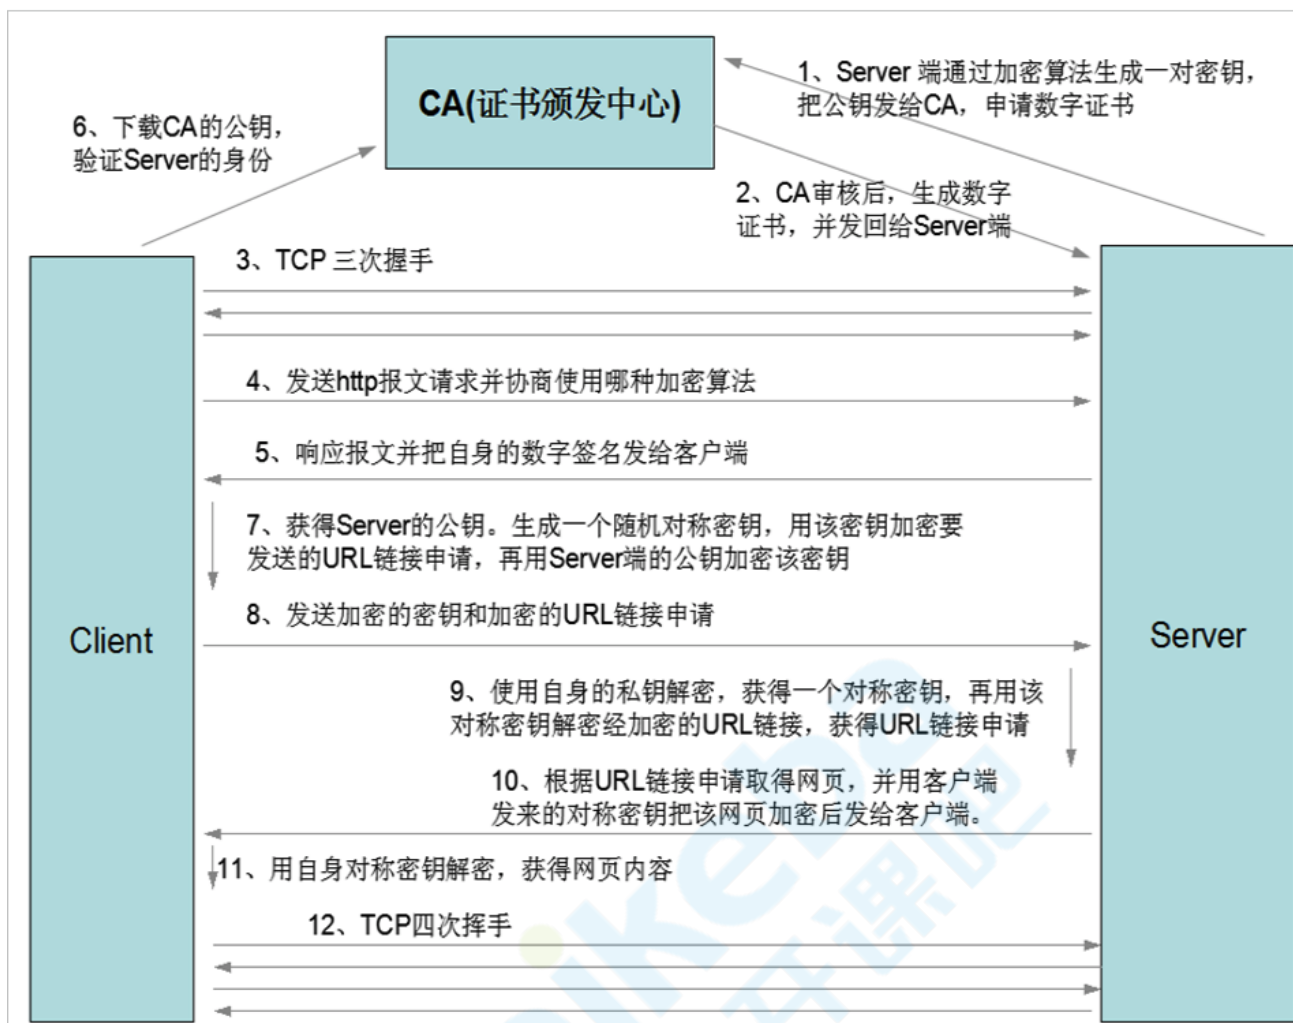 CA(证书颁发中心)
1、Server 端通过加密算法生成一对密钥，
把公钥发给CA，申请数字证书
6、下载CA的公钥，
验证Server的身份
2、CA审核后，生成数字
证书，并发回给Server端
3、TCP 三次握手
4、发送http报文请求并协商使用哪种加密算法
5、响应报文并把自身的数字签名发给客户端
7、获得Server的公钥。生成一个随机对称密钥，用该密钥加密要
发送的URL链接申请，再用Server端的公钥加密该密钥
8、发送加密的密钥和加密的URL链接申请
Client
Server
9、使用自身的私钥解密，获得一个对称密钥，再用该
对称密钥解密经加密的URL链接，获得URL链接申请
10、根据URL链接申请取得网页，并用客户端
发来的对称密钥把该网页加密后发给客户端。
11、用自身对称密钥解密，获得网页内容
12、TCP四次挥手
ikeba
开课吧